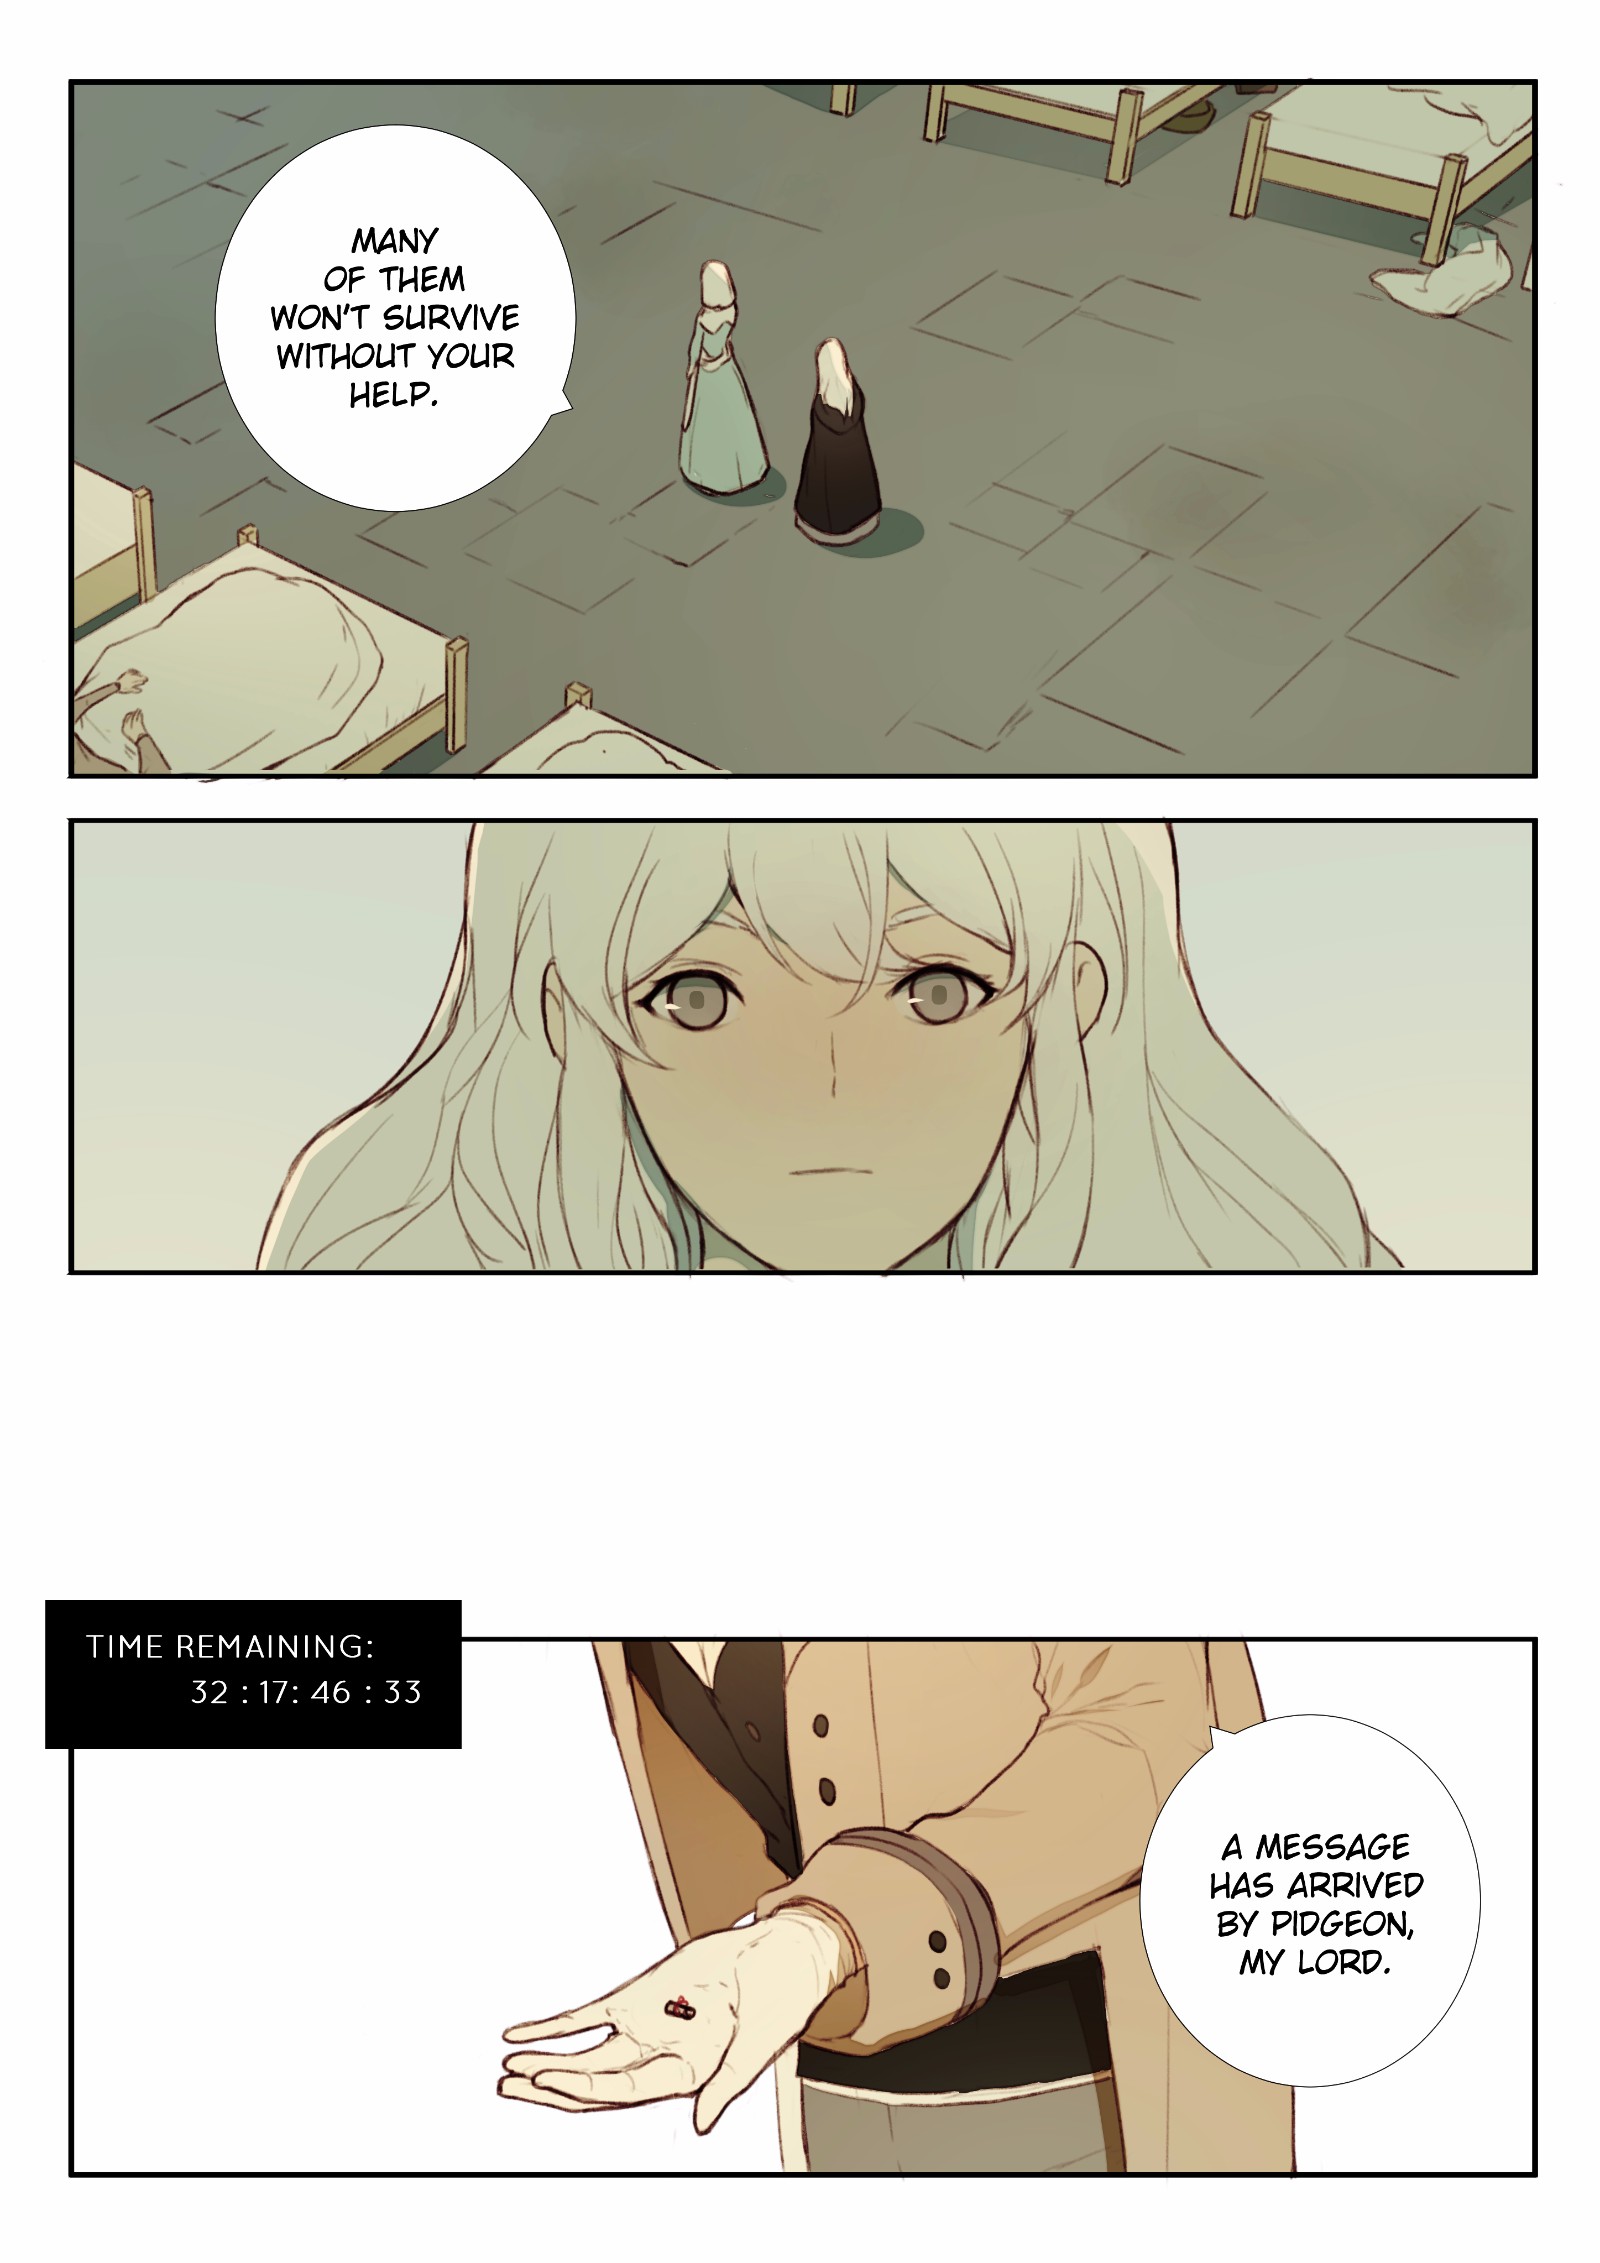 MANY
OF THEM
WON'T SURVIVE
WITHOUT YOUR
HELP.
TIME REMAINING:
32 : 17: 46 : 33
A MESSAGE
HAS ARRIVED
BY PIDGEON,
MY LORD.